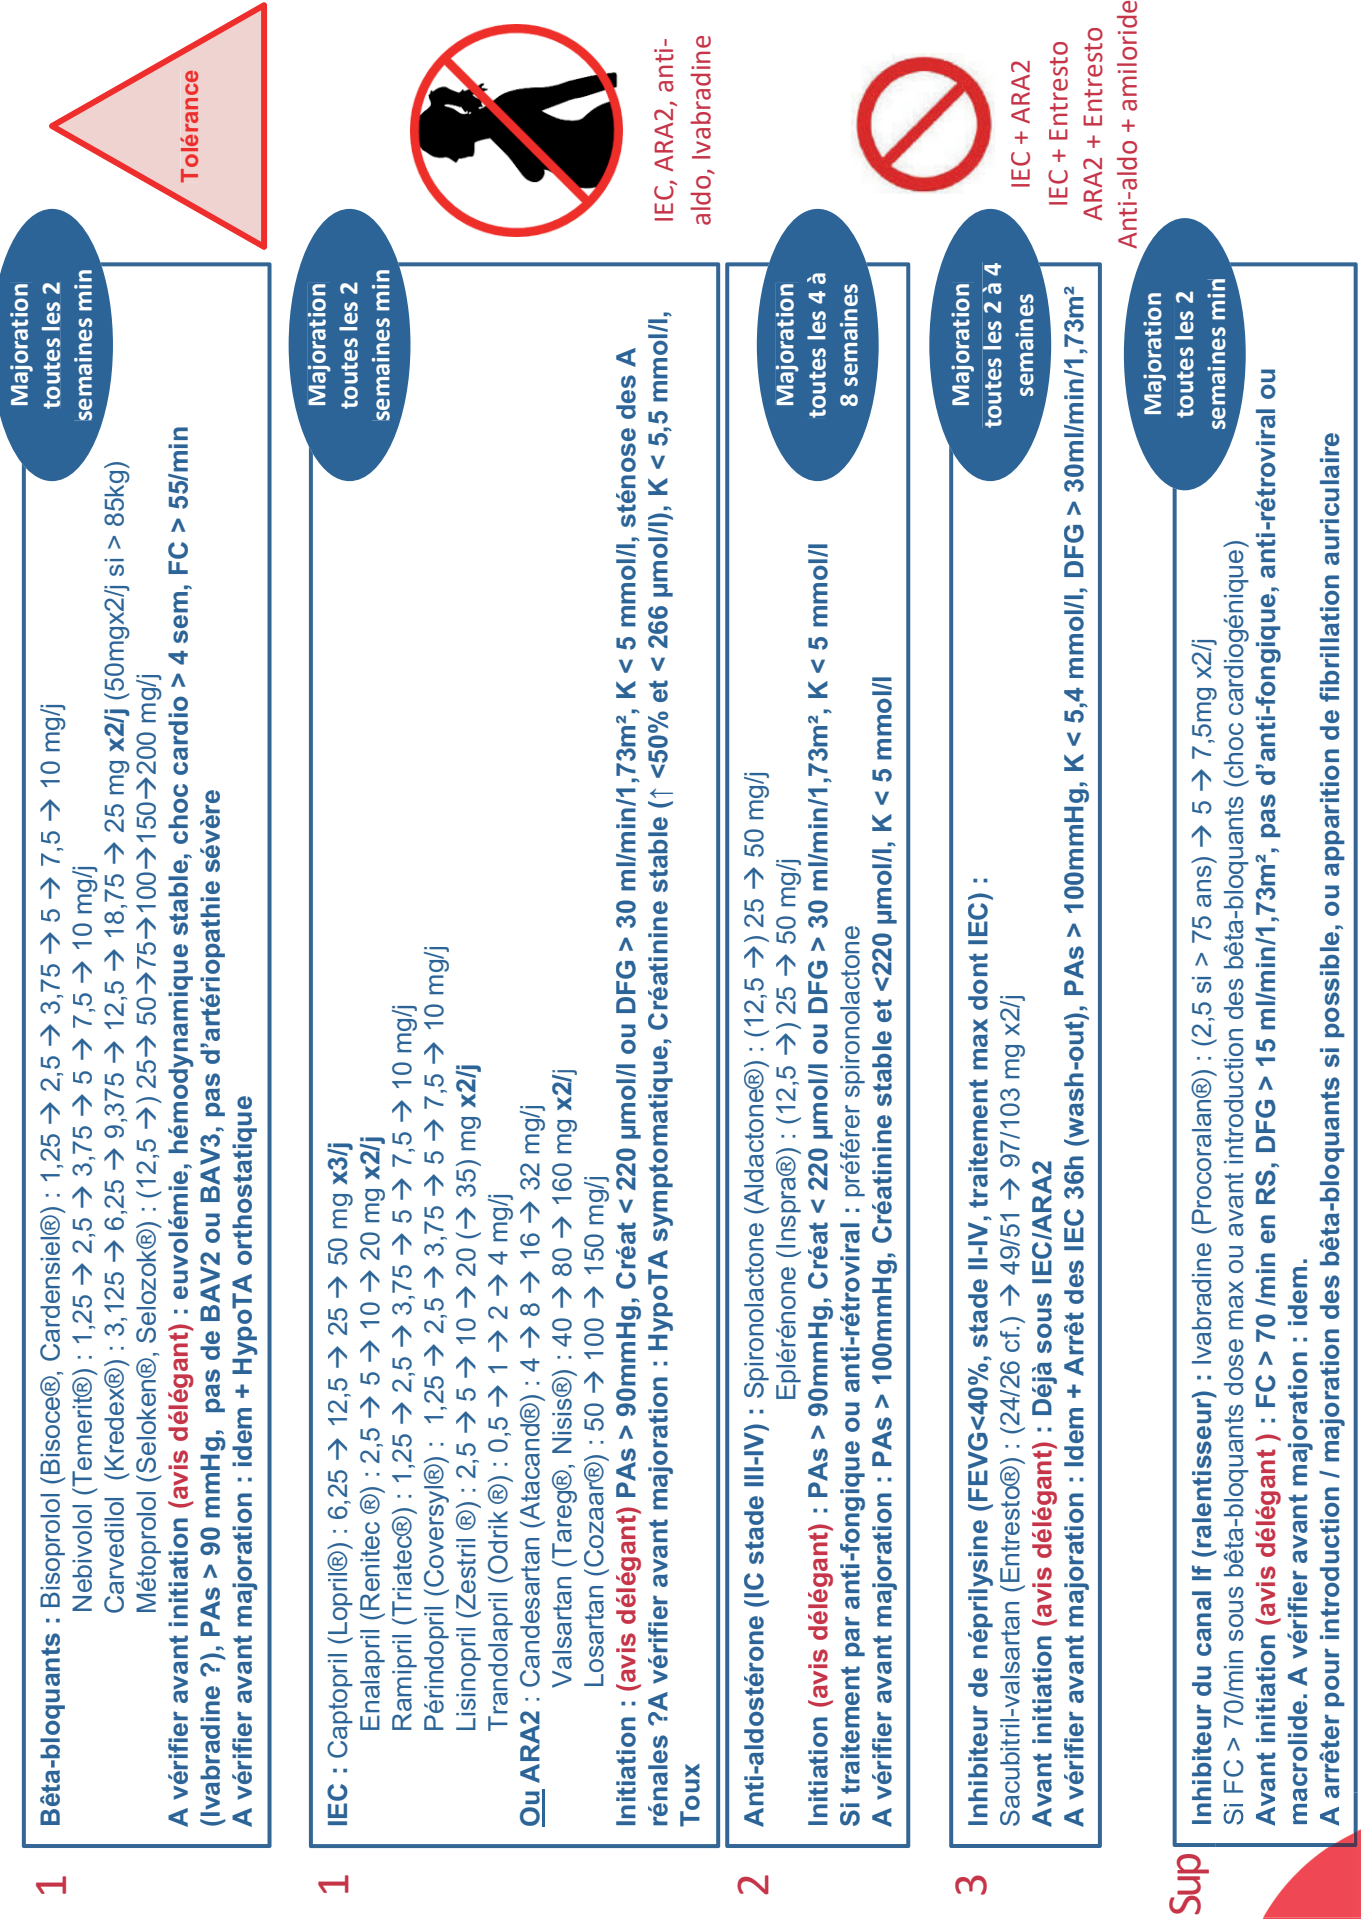 1
Bêta-bloquants : Bisoprolol (Bisoce®, Cardensiel®) : 1,25 → 2,5 → 3,75 → 5 → 7,5 → 10 mg/j
Nebivolol (Temerit®) : 1,25 → 2,5 → 3,75 → 5 → 7,5 → 10 mg/j
Carvedilol (Kredex®) : 3,125 → 6,25 → 9,375 → 12,5 → 18,75 → 25 mg x2/j (50mgx2/j si > 85kg)
Métoprolol (Seloken®, Selozok®) : (12,5 →) 25→ 50→75→100→150→200 mg/j
A vérifier avant initiation (avis délégant) : euvolémie, hémodynamique stable, choc cardio > 4 sem, FC > 55/min
(Ivabradine ?), PAs > 90 mmHg, pas de BAV2 ou BAV3, pas d’artériopathie sévère
A vérifier avant majoration : idem + HypoTA orthostatique
Majoration
toutes les 2
semaines min
Tolérance
1
IEC : Captopril (Lopril®) : 6,25 → 12,5 → 25 → 50 mg x3/j
Enalapril (Renitec ®) : 2,5 → 5 → 10 → 20 mg x2/j
Ramipril (Triatec®) : 1,25 → 2,5 → 3,75 → 5 → 7,5 → 10 mg/j
Périndopril (Coversyl®) : 1,25 → 2,5 → 3,75 → 5 → 7,5 → 10 mg/j
Lisinopril (Zestril ®) : 2,5 → 5 → 10 → 20 (→ 35) mg x2/j
Trandolapril (Odrik ®) : 0,5 → 1 → 2 → 4 mg/j
Ou ARA2 : Candesartan (Atacand®) : 4 → 8 → 16 → 32 mg/j
Valsartan (Tareg®, Nisis®) : 40 → 80 → 160 mg x2/j
Losartan (Cozaar®) : 50 → 100 → 150 mg/j
Initiation : (avis délégant) PAs > 90mmHg, Créat < 220 µmol/l ou DFG > 30 ml/min/1,73m², K < 5 mmol/l, sténose des A
rénales ?A vérifier avant majoration : HypoTA symptomatique, Créatinine stable (↑ <50% et < 266 µmol/l), K < 5,5 mmol/l,
Toux
Majoration
toutes les 2
semaines min
IEC, ARA2, anti-
aldo, Ivabradine
2
Anti-aldostérone (IC stade III-IV) : Spironolactone (Aldactone®) : (12,5 →) 25 → 50 mg/j
Eplérénone (Inspra®) : (12,5 →) 25 → 50 mg/j
Initiation (avis délégant) : PAs > 90mmHg, Créat < 220 µmol/l ou DFG > 30 ml/min/1,73m², K < 5 mmol/l
Si traitement par anti-fongique ou anti-rétroviral : préférer spironolactone
A vérifier avant majoration : PAs > 100mmHg, Créatinine stable et <220 µmol/l, K < 5 mmol/l
Majoration
toutes les 4 à
8 semaines
3
Inhibiteur de néprilysine (FEVG<40%, stade II-IV, traitement max dont IEC) :
Sacubitril-valsartan (Entresto®) : (24/26 cf.) → 49/51 → 97/103 mg x2/j
Avant initiation (avis délégant) : Déjà sous IEC/ARA2
A vérifier avant majoration : Idem + Arrêt des IEC 36h (wash-out), PAs > 100mmHg, K < 5,4 mmol/l, DFG > 30ml/min/1,73m²
Majoration
toutes les 2 à 4
semaines
IEC + ARA2
IEC + Entresto
ARA2 + Entresto
Anti-aldo + amiloride
Sup
Inhibiteur du canal If (ralentisseur) : Ivabradine (Procoralan®) : (2,5 si > 75 ans) → 5 → 7,5mg x2/j
Si FC > 70/min sous bêta-bloquants dose max ou avant introduction des bêta-bloquants (choc cardiogénique)
Avant initiation (avis délégant ) : FC > 70 /min en RS, DFG > 15 ml/min/1,73m², pas d’anti-fongique, anti-rétroviral ou
macrolide. A vérifier avant majoration : idem.
A arrêter pour introduction / majoration des bêta-bloquants si possible, ou apparition de fibrillation auriculaire
Majoration
toutes les 2
semaines min